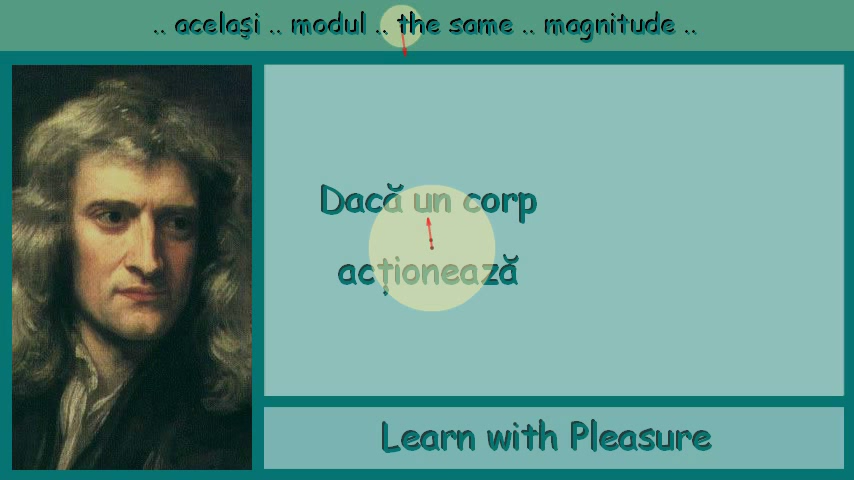 .. același .. modul .. the same .. magnitude ..
Dacă un corp
acționează
Learn with Pleasure